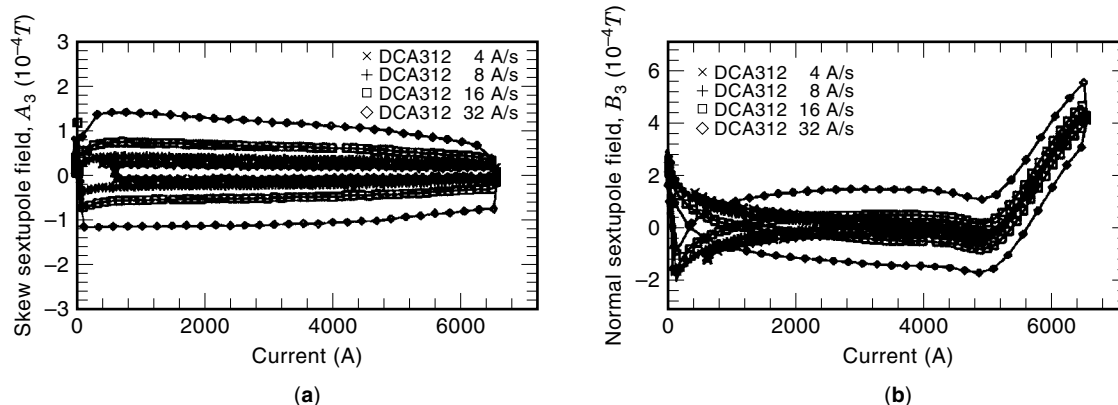 Skew sextupole field, A₃ (10⁻⁴T)
3
2
1
0
−1
−2
−3
× DCA312 4 A/s
+ DCA312 8 A/s
□ DCA312 16 A/s
◇ DCA312 32 A/s
0 2000 4000 6000
Current (A)
(a)
Normal sextupole field, B₃ (10⁻⁴T)
6
4
2
0
−2
× DCA312 4 A/s
+ DCA312 8 A/s
□ DCA312 16 A/s
◇ DCA312 32 A/s
0 2000 4000 6000
Current (A)
(b)